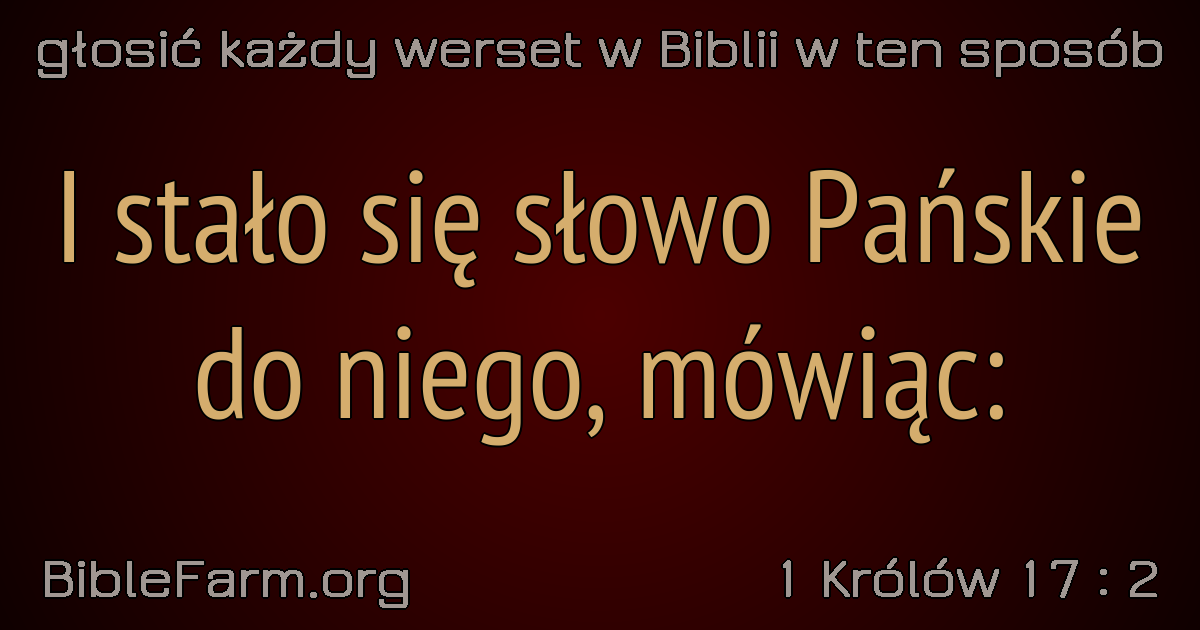 głosić każdy werset w Biblii w ten sposób
I stało się słowo Pańskie
do niego, mówiąc:
BibleFarm.org
1 Królów 17 : 2